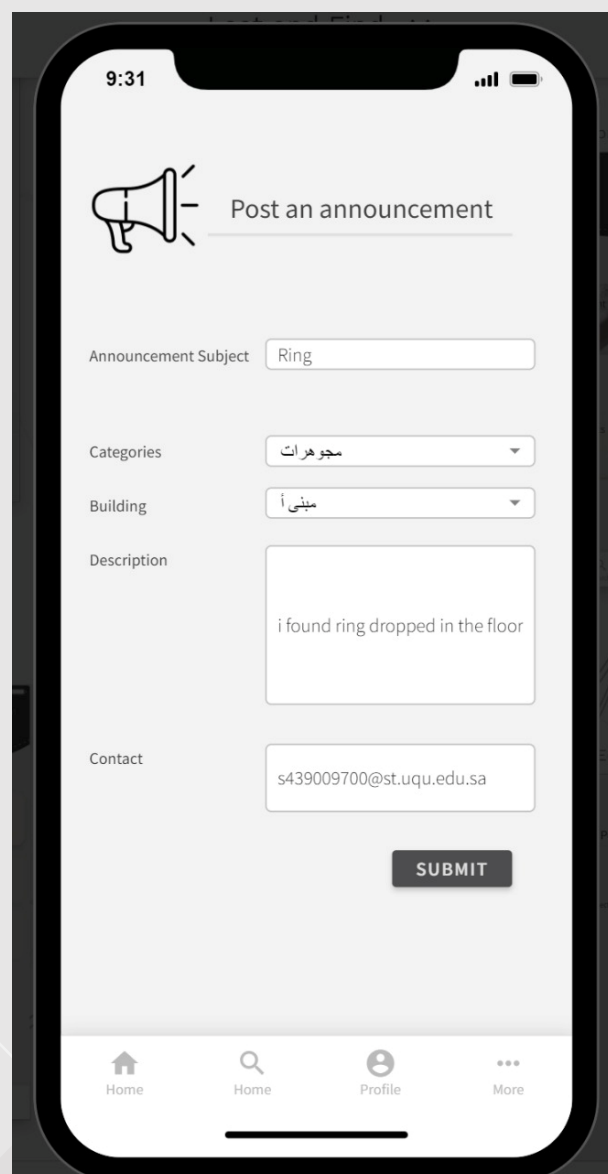 9:31
Post an announcement
Announcement Subject
Ring
Categories
مجوهرات
Building
مبنى أ
Description
i found ring dropped in the floor
Contact
s439009700@st.uqu.edu.sa
SUBMIT
Home
Home
Profile
More